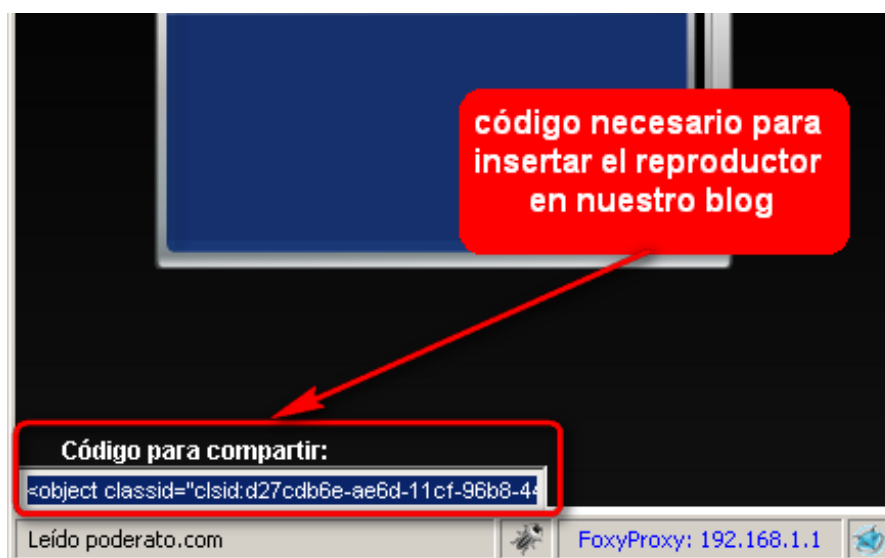 código necesario para
insertar el reproductor
en nuestro blog
Código para compartir:
<object classid="clsid:d27cdb6e-ae6d-11cf-96b8-44
Leído poderato.com
FoxyProxy: 192.168.1.1